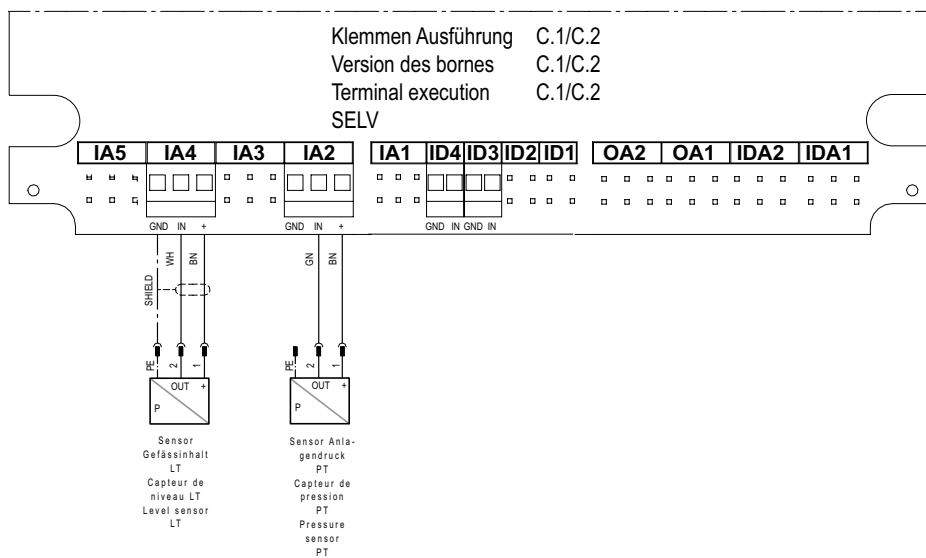 Klemmen Ausführung C.1/C.2
Version des bornes C.1/C.2
Terminal execution C.1/C.2
SELV
IA5 IA4 IA3 IA2 IA1 ID4 ID3 ID2 ID1 OA2 OA1 IDA2 IDA1
GND IN + GND IN + GND IN GND IN
SHIELD WH BN GN BN
PE 2 1 PE 2 1
OUT + OUT +
P P
Sensor
Gefässinhalt
LT
Capteur de
niveau LT
Level sensor
LT
Sensor Anla-
gendruck
PT
Capteur de
pression
PT
Pressure
sensor
PT